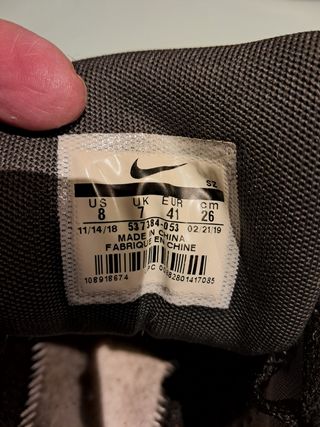 SZ
US UK EUR cm
8 7 41 26
11/14/18 537384-053 02/21/19
MADE IN CHINA
FABRIQUÉ EN CHINE
108918674